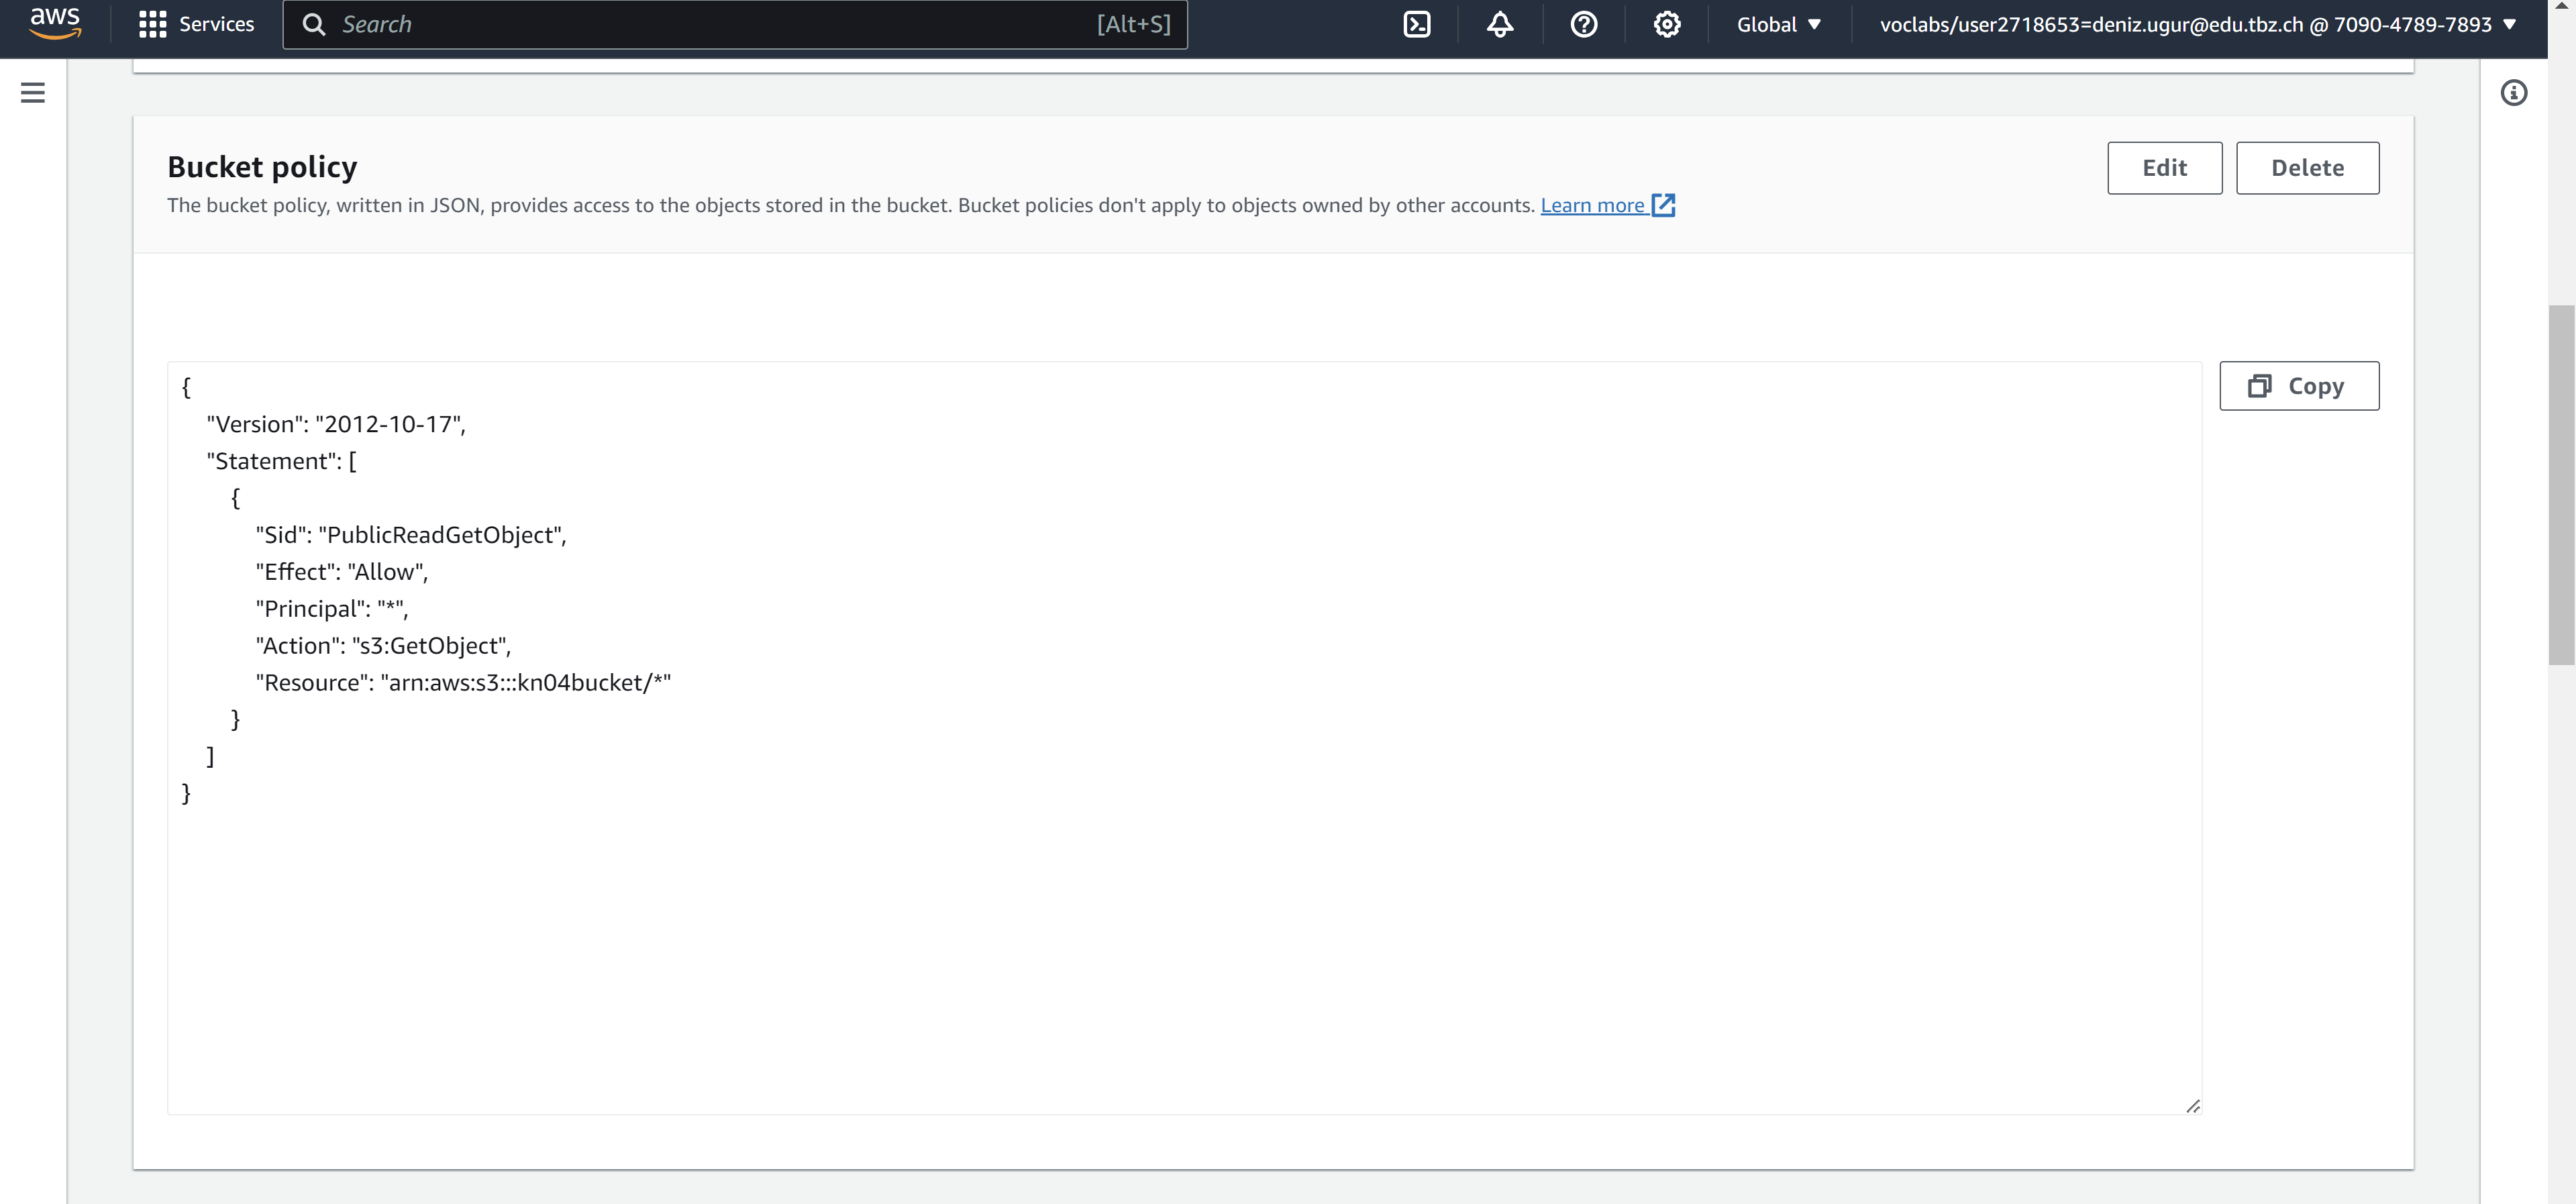 aws
Services
Search
[Alt+S]
Global
voclabs/user2718653=deniz.ugur@edu.tbz.ch @ 7090-4789-7893
Bucket policy
Edit
Delete
The bucket policy, written in JSON, provides access to the objects stored in the bucket. Bucket policies don't apply to objects owned by other accounts. Learn more
Copy
{
"Version": "2012-10-17",
"Statement": [
{
"Sid": "PublicReadGetObject",
"Effect": "Allow",
"Principal": "*",
"Action": "s3:GetObject",
"Resource": "arn:aws:s3:::kn04bucket/*"
}
]
}